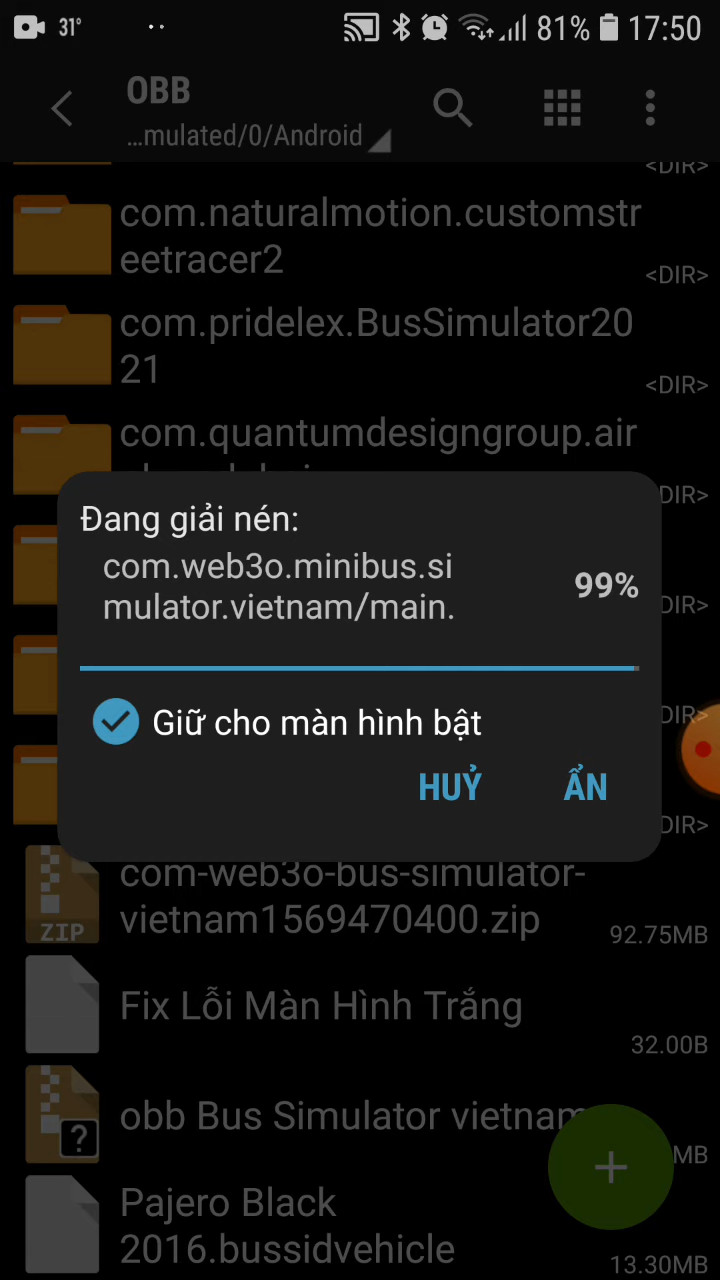 31°
81% 17:50
OBB
...mulated/0/Android
<DIR>
com.naturalmotion.customstr
eetracer2
<DIR>
com.pridelex.BusSimulator20
21
<DIR>
com.quantumdesigngroup.air
DIR>
Đang giải nén:
com.web3o.minibus.si
mulator.vietnam/main.
99%
DIR>
Giữ cho màn hình bật
DIR>
HUỶ ẨN
DIR>
com-web3o-bus-simulator-
vietnam1569470400.zip
ZIP
92.75MB
Fix Lỗi Màn Hình Trắng
32.00B
obb Bus Simulator vietnam
?
MB
+
Pajero Black
2016.bussidvehicle
13.30MB